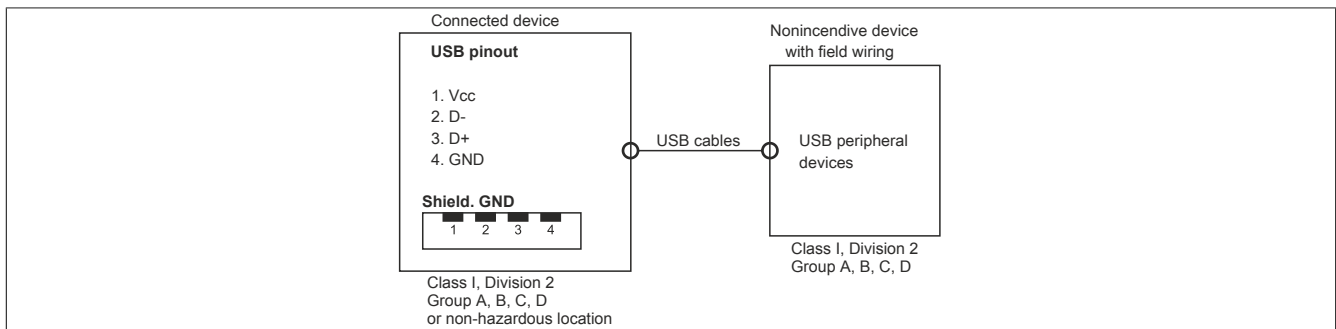 Connected device
USB pinout
1. Vcc
2. D-
3. D+
4. GND
Shield. GND
1 2 3 4
Class I, Division 2
Group A, B, C, D
or non-hazardous location
USB cables
Nonincendive device
with field wiring
USB peripheral
devices
Class I, Division 2
Group A, B, C, D